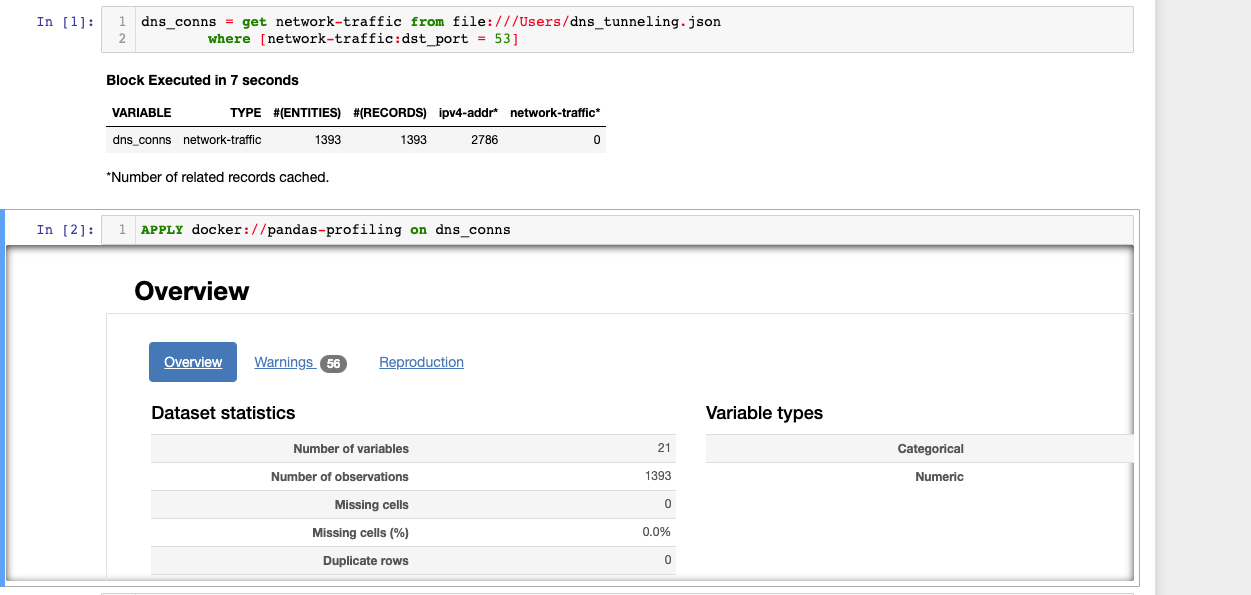 In [1]:
1 dns_conns = get network-traffic from file:///Users/dns_tunneling.json
2 where [network-traffic:dst_port = 53]
Block Executed in 7 seconds
VARIABLE TYPE #(ENTITIES) #(RECORDS) ipv4-addr* network-traffic*
dns_conns network-traffic 1393 1393 2786 0
*Number of related records cached.
In [2]:
1 APPLY docker://pandas-profiling on dns_conns
Overview
Overview Warnings 56 Reproduction
Dataset statistics
Number of variables 21
Number of observations 1393
Missing cells 0
Missing cells (%) 0.0%
Duplicate rows 0
Variable types
Categorical
Numeric